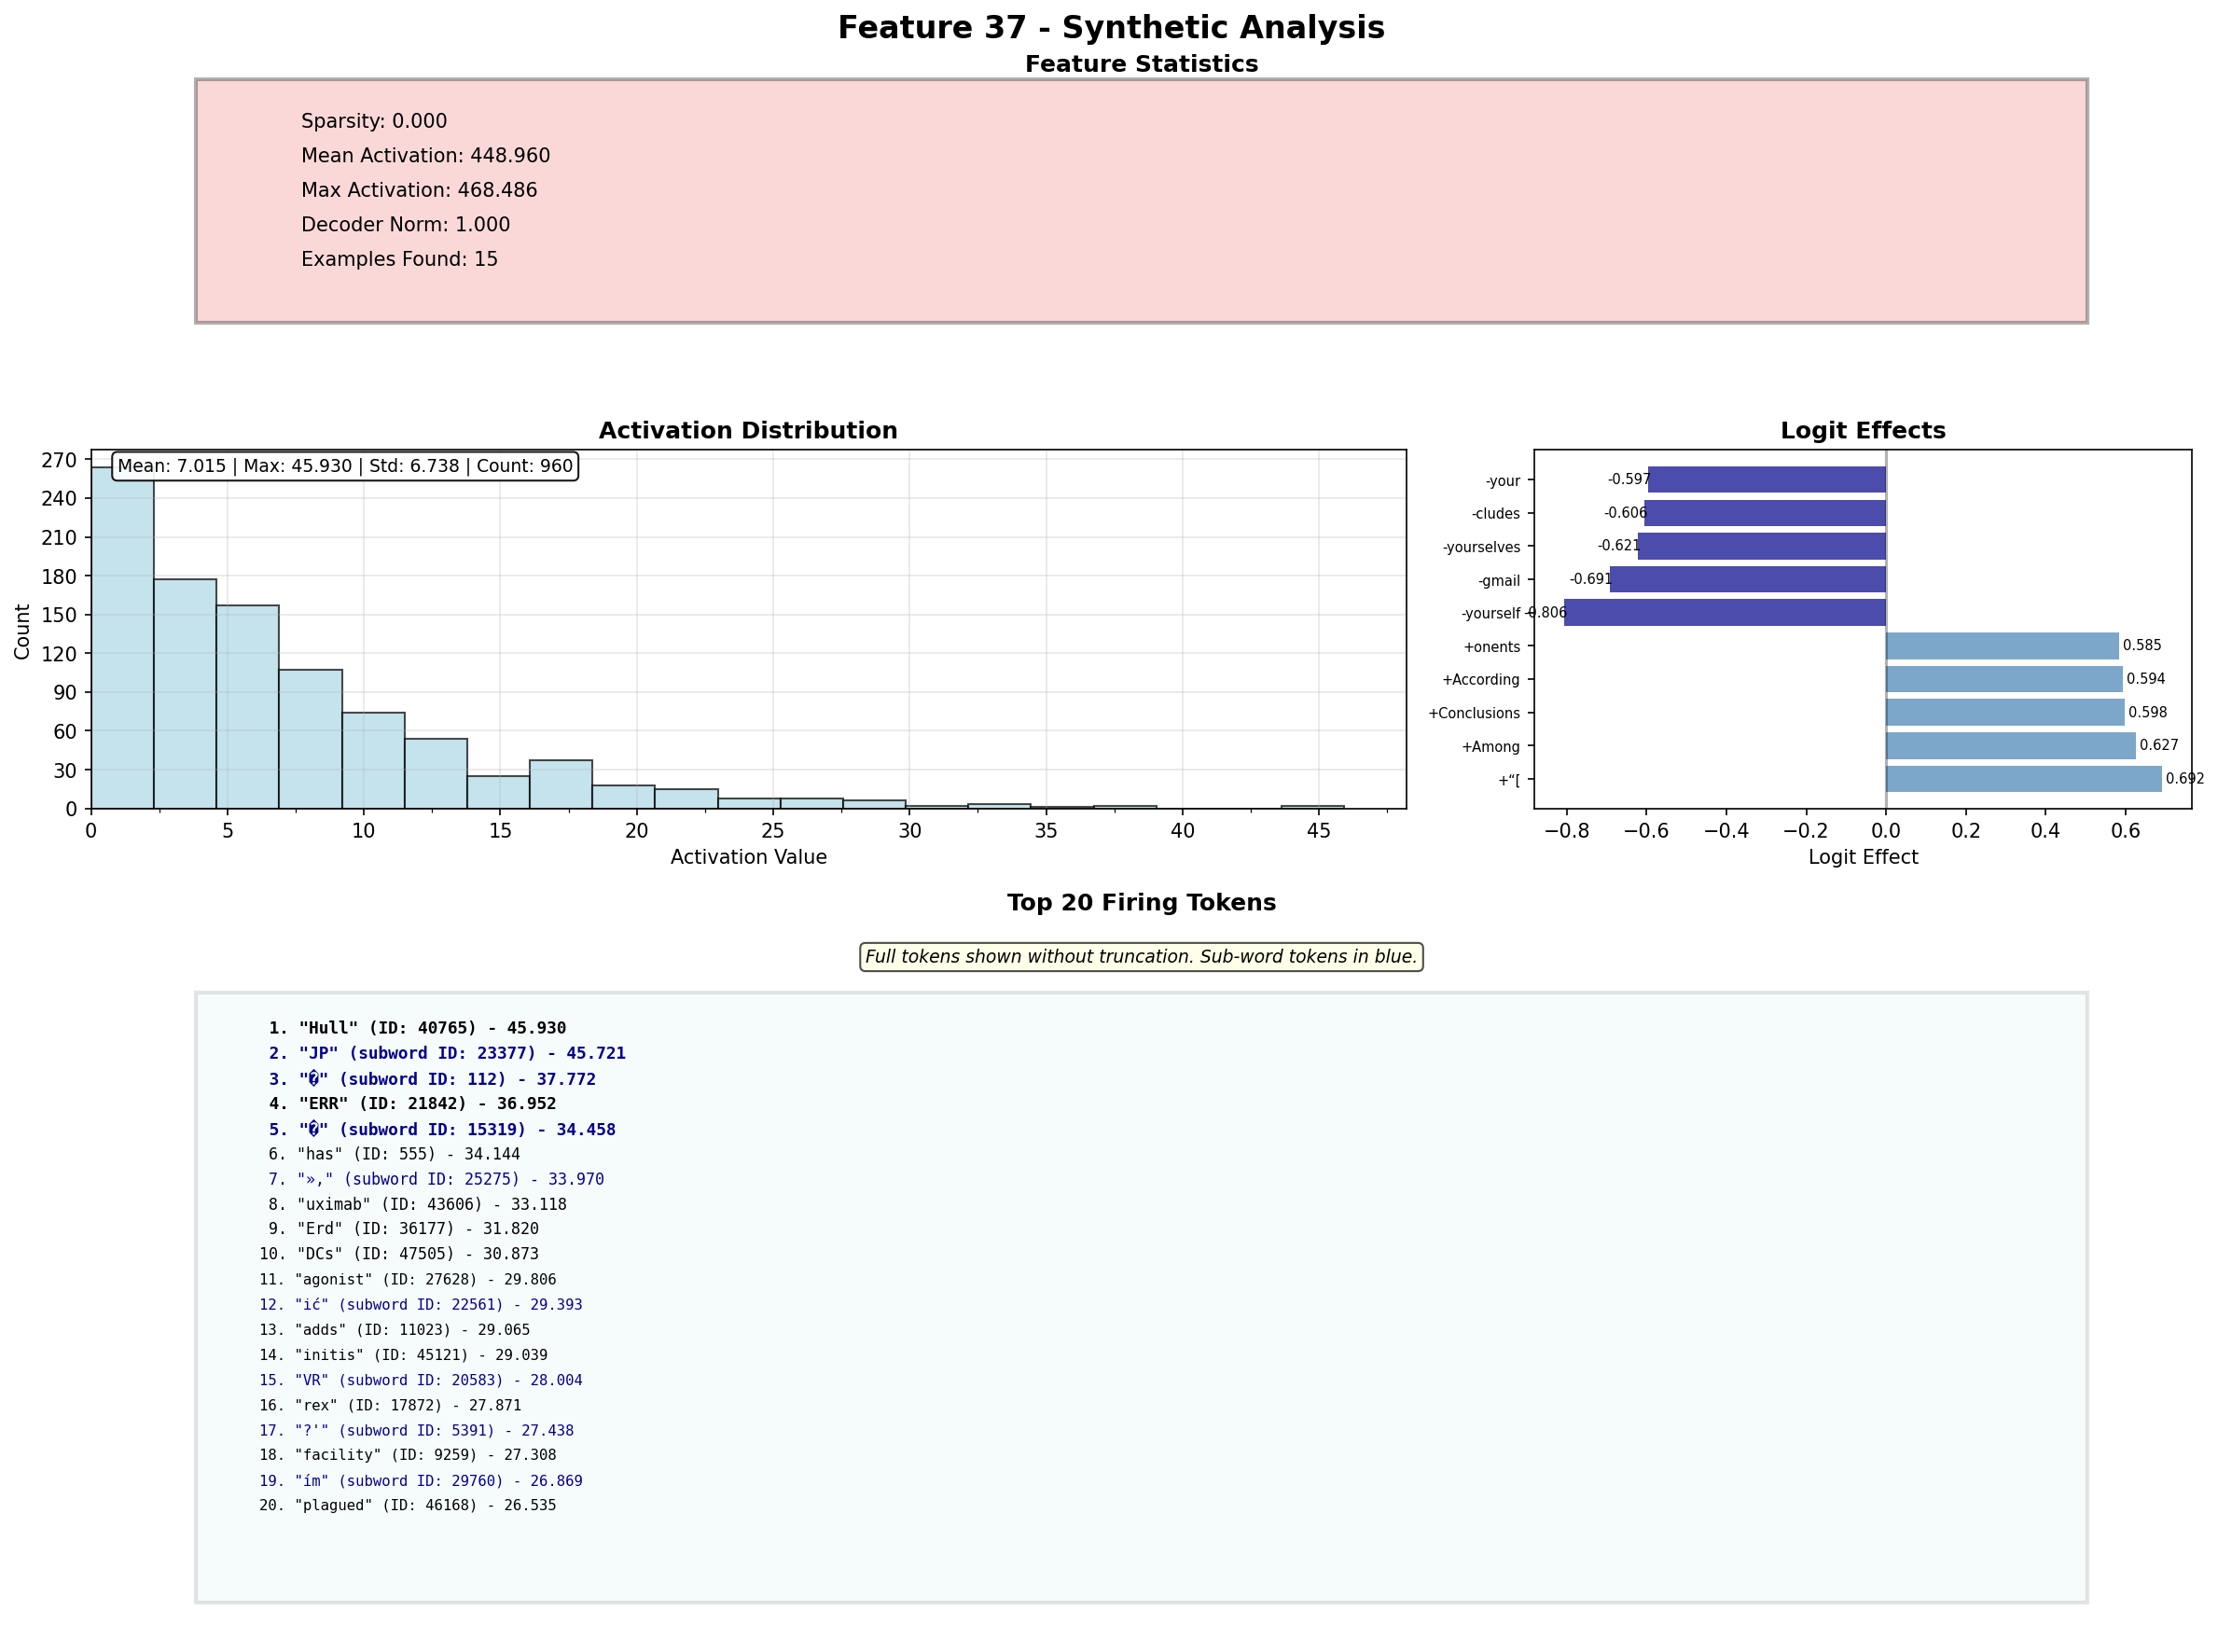 Feature 37 - Synthetic Analysis
Feature Statistics
Sparsity: 0.000
Mean Activation: 448.960
Max Activation: 468.486
Decoder Norm: 1.000
Examples Found: 15
Activation Distribution
Mean: 7.015 | Max: 45.930 | Std: 6.738 | Count: 960
270
240
210
180
150
120
90
60
30
0
Count
0 5 10 15 20 25 30 35 40 45
Activation Value
Logit Effects
-your -0.597
-cludes -0.606
-yourselves -0.621
-gmail -0.691
-yourself -0.806
+onents 0.585
+According 0.594
+Conclusions 0.598
+Among 0.627
+“[ 0.692
−0.8 −0.6 −0.4 −0.2 0.0 0.2 0.4 0.6
Logit Effect
Top 20 Firing Tokens
Full tokens shown without truncation. Sub-word tokens in blue.
1. "Hull" (ID: 40765) - 45.930
2. "JP" (subword ID: 23377) - 45.721
3. "�" (subword ID: 112) - 37.772
4. "ERR" (ID: 21842) - 36.952
5. "�" (subword ID: 15319) - 34.458
6. "has" (ID: 555) - 34.144
7. "»," (subword ID: 25275) - 33.970
8. "uximab" (ID: 43606) - 33.118
9. "Erd" (ID: 36177) - 31.820
10. "DCs" (ID: 47505) - 30.873
11. "agonist" (ID: 27628) - 29.806
12. "ić" (subword ID: 22561) - 29.393
13. "adds" (ID: 11023) - 29.065
14. "initis" (ID: 45121) - 29.039
15. "VR" (subword ID: 20583) - 28.004
16. "rex" (ID: 17872) - 27.871
17. "?'" (subword ID: 5391) - 27.438
18. "facility" (ID: 9259) - 27.308
19. "ím" (subword ID: 29760) - 26.869
20. "plagued" (ID: 46168) - 26.535